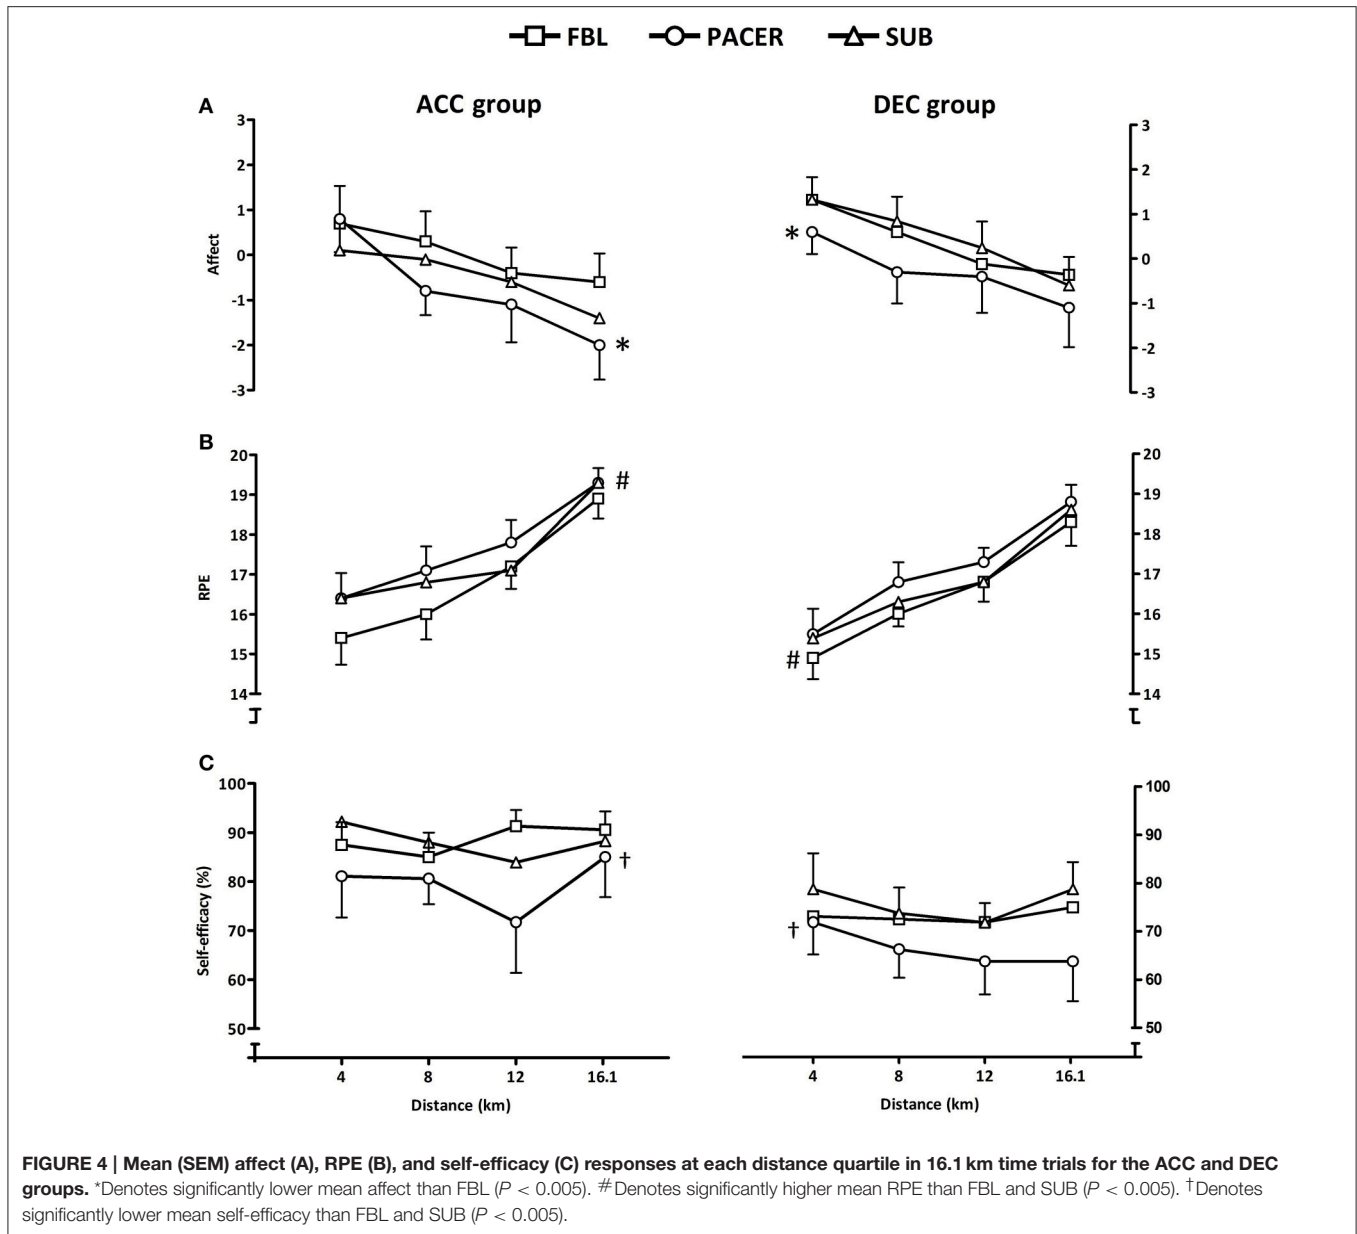 FBL PACER SUB
A
ACC group
DEC group
3
2
1
0
-1
-2
-3
Affect
*
*
3
2
1
0
-1
-2
-3
B
20
19
18
17
16
15
14
RPE
#
#
20
19
18
17
16
15
14
C
100
90
80
70
60
50
Self-efficacy (%)
†
†
100
90
80
70
60
50
4 8 12 16.1
Distance (km)
4 8 12 16.1
Distance (km)
FIGURE 4 | Mean (SEM) affect (A), RPE (B), and self-efficacy (C) responses at each distance quartile in 16.1 km time trials for the ACC and DEC
groups. *Denotes significantly lower mean affect than FBL (P < 0.005). #Denotes significantly higher mean RPE than FBL and SUB (P < 0.005). †Denotes
significantly lower mean self-efficacy than FBL and SUB (P < 0.005).